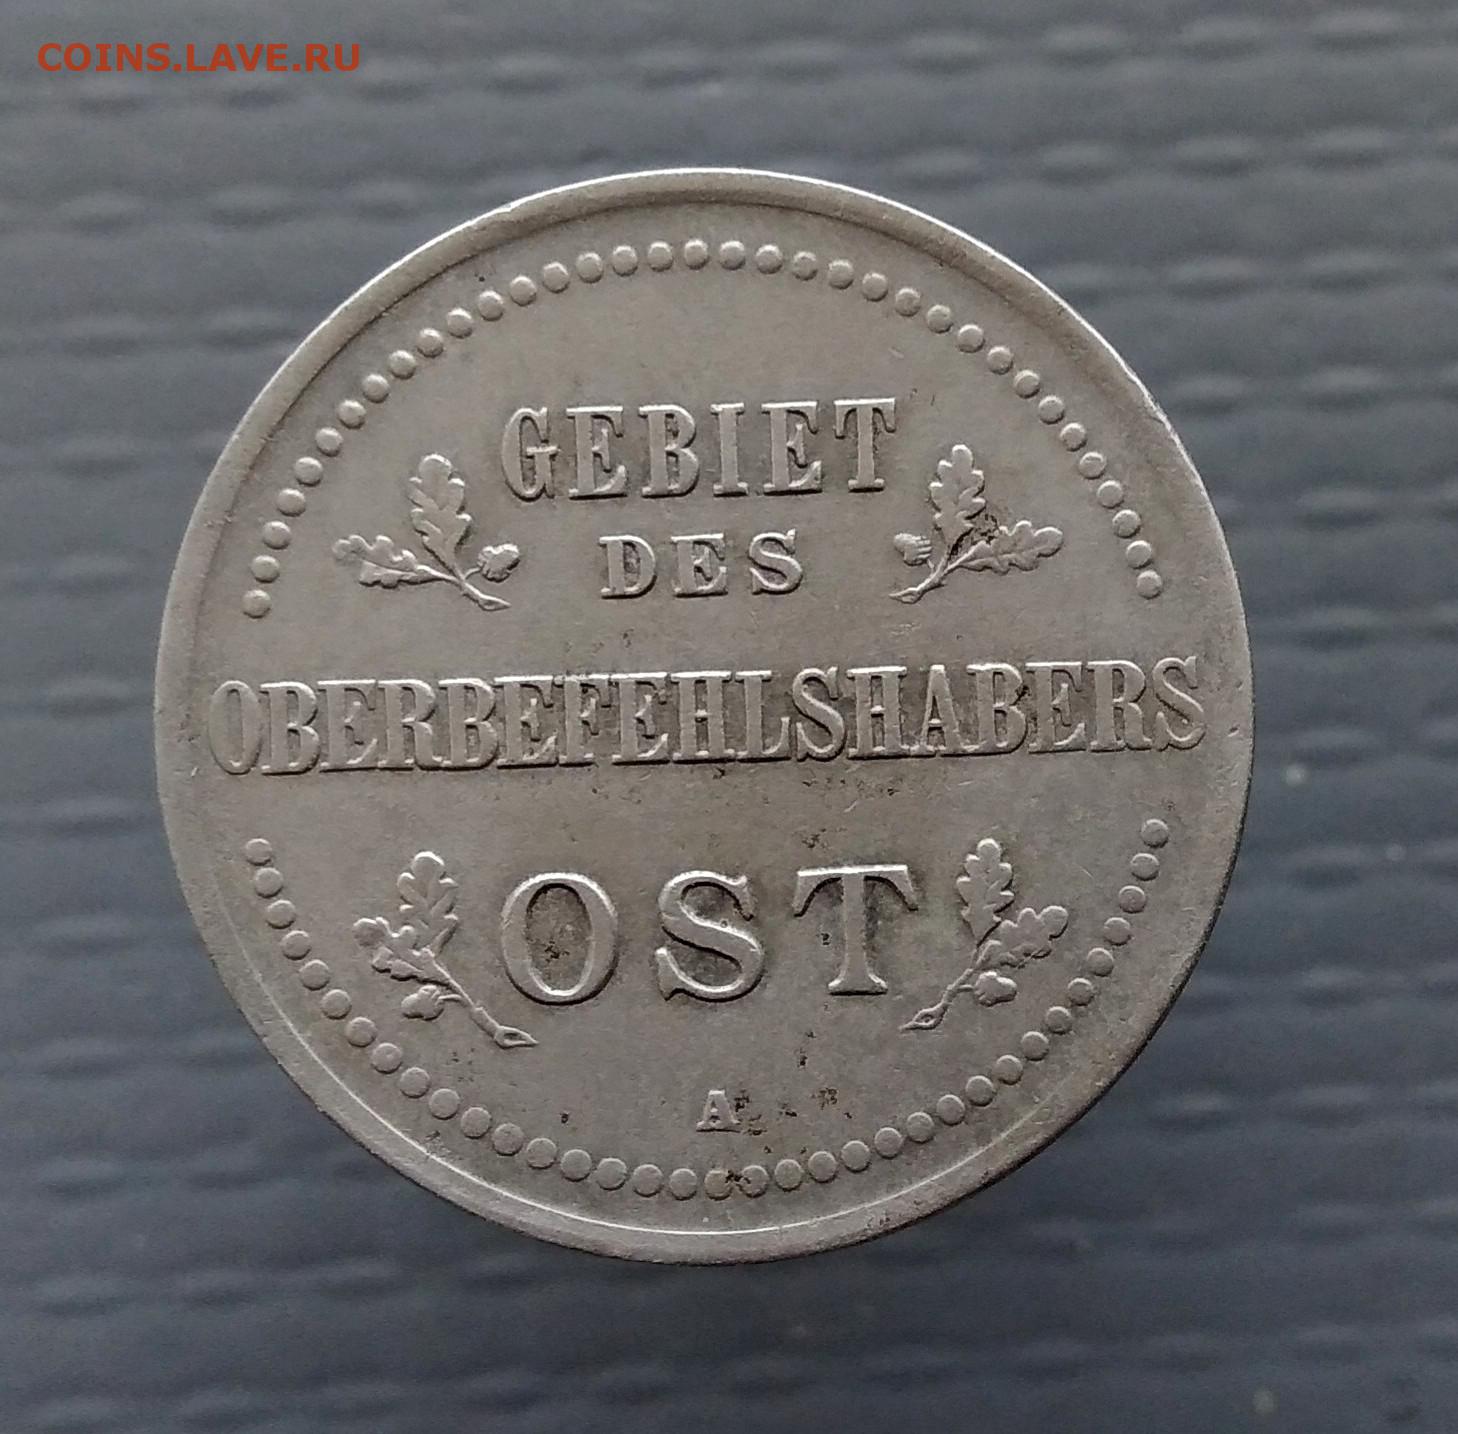 COINS.LAVE.RU
GEBIET
DES
OBERBEFEHLSHABERS
OST
A